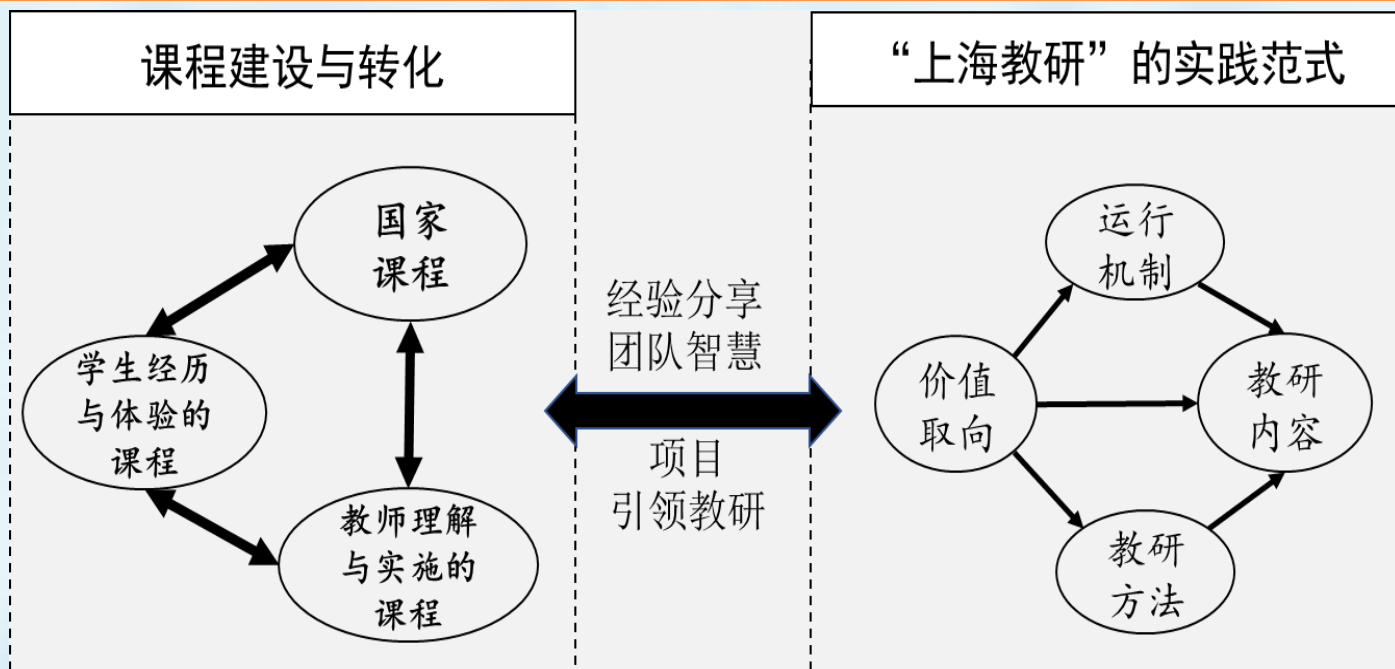 课程建设与转化
“上海教研”的实践范式
国家
课程
学生经历
与体验的
课程
教师理解
与实施的
课程
经验分享
团队智慧
项目
引领教研
运行
机制
价值
取向
教研
内容
教研
方法